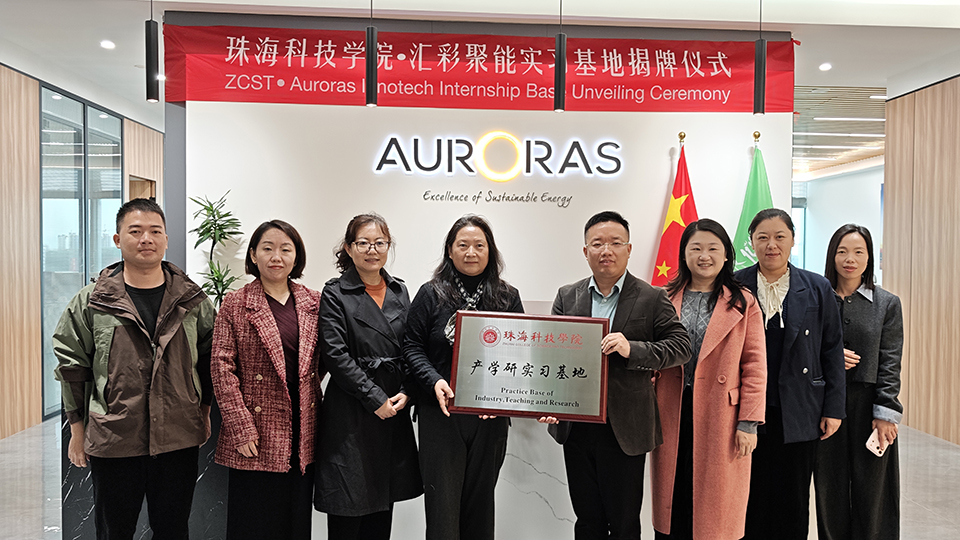 珠海科技学院•汇彩聚能实习基地揭牌仪式
ZCST• Auroras Innotech Internship Base Unveiling Ceremony
AURORAS
Excellence of Sustainable Energy
珠海科技学院
产学研实习基地
Practice Base of
Industry,Teaching and Research